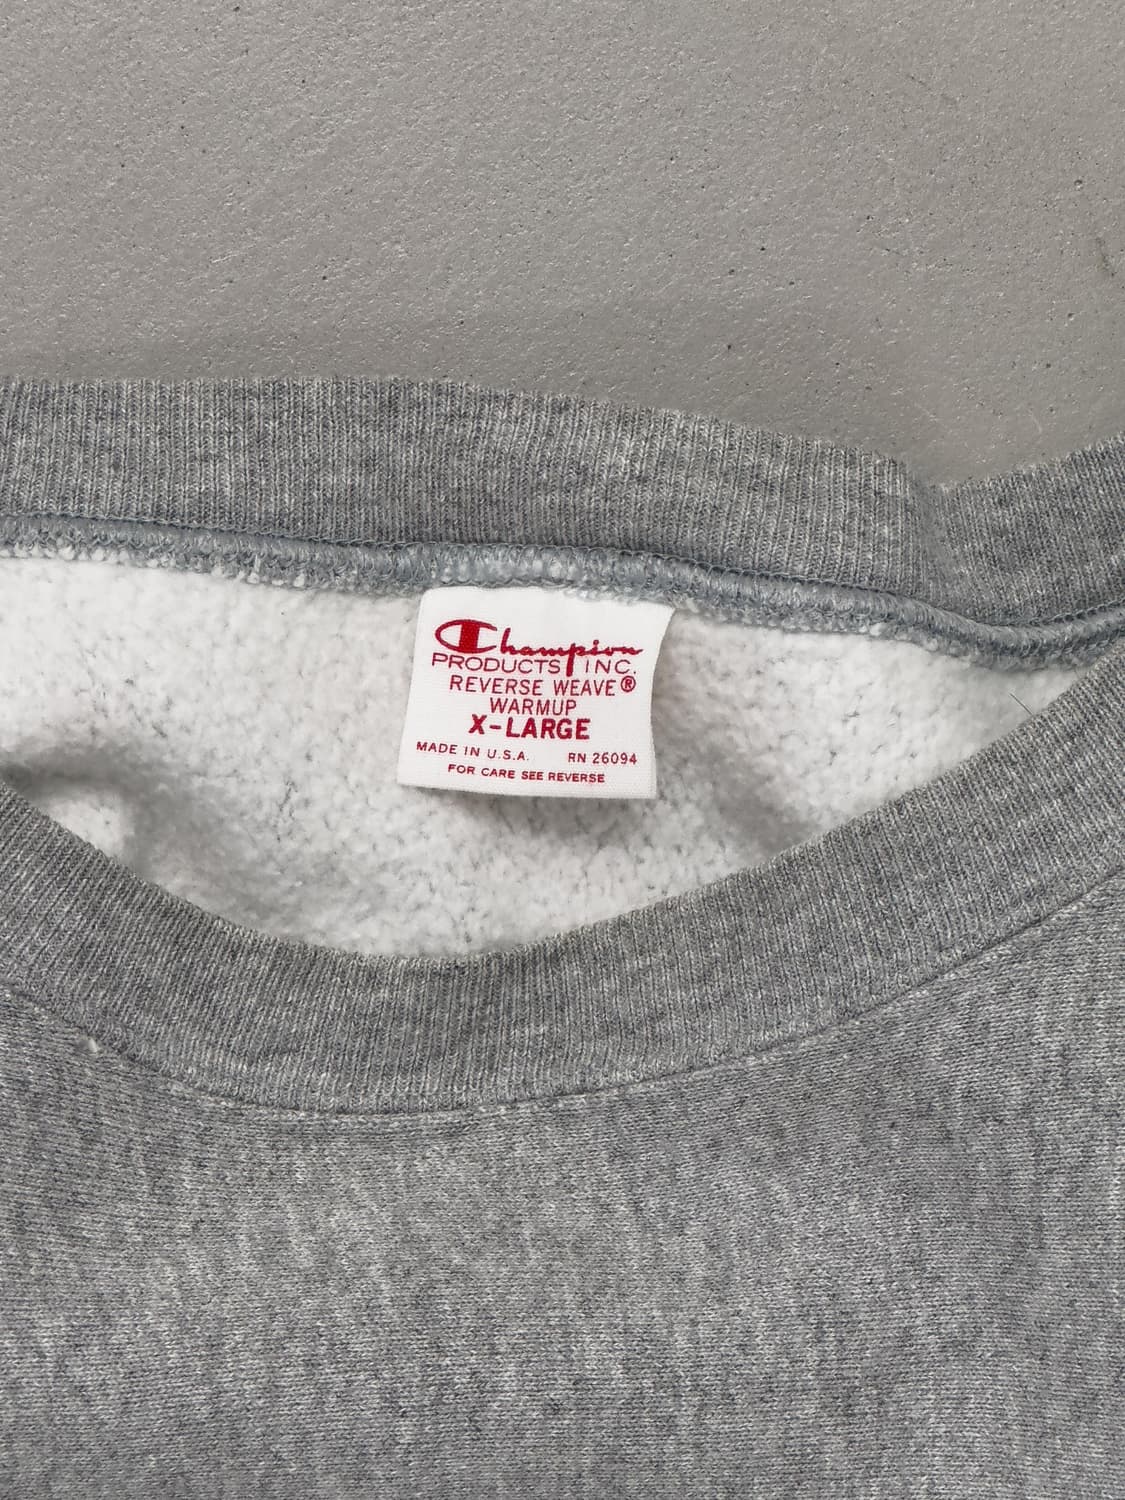 Champion
PRODUCTS INC.
REVERSE WEAVE®
WARMUP
X-LARGE
MADE IN U.S.A. RN 26094
FOR CARE SEE REVERSE